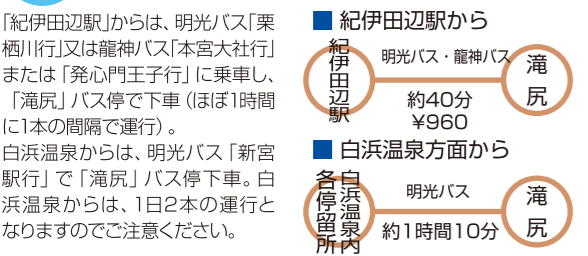 「紀伊田辺駅」からは、明光バス「栗
栖川行」又は龍神バス「本宮大社行」
または「発心門王子行」に乗車し、
「滝尻」バス停で下車（ほぼ1時間
に1本の間隔で運行）。
白浜温泉からは、明光バス「新宮
駅行」で「滝尻」バス停下車。白
浜温泉からは、1日2本の運行と
なりますのでご注意ください。
■ 紀伊田辺駅から
紀伊田辺駅
明光バス・龍神バス
約40分
¥960
滝尻
■ 白浜温泉方面から
白浜温泉内
各停留所
明光バス
約1時間10分
滝尻